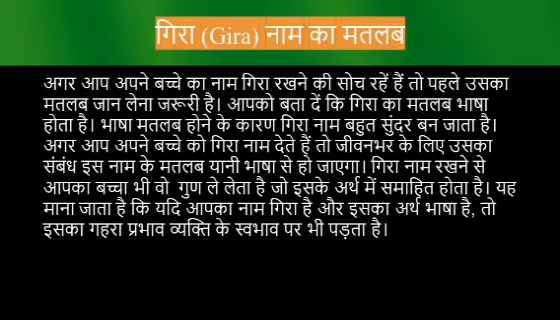 गिरा (Gira) नाम का मतलब
अगर आप अपने बच्चे का नाम गिरा रखने की सोच रहें हैं तो पहले उसका
मतलब जान लेना जरूरी है। आपको बता दें कि गिरा का मतलब भाषा
होता है। भाषा मतलब होने के कारण गिरा नाम बहुत सुंदर बन जाता है।
अगर आप अपने बच्चे को गिरा नाम देते हैं तो जीवनभर के लिए उसका
संबंध इस नाम के मतलब यानी भाषा से हो जाएगा। गिरा नाम रखने से
आपका बच्चा भी वो गुण ले लेता है जो इसके अर्थ में समाहित होता है। यह
माना जाता है कि यदि आपका नाम गिरा है और इसका अर्थ भाषा है, तो
इसका गहरा प्रभाव व्यक्ति के स्वभाव पर भी पड़ता है।